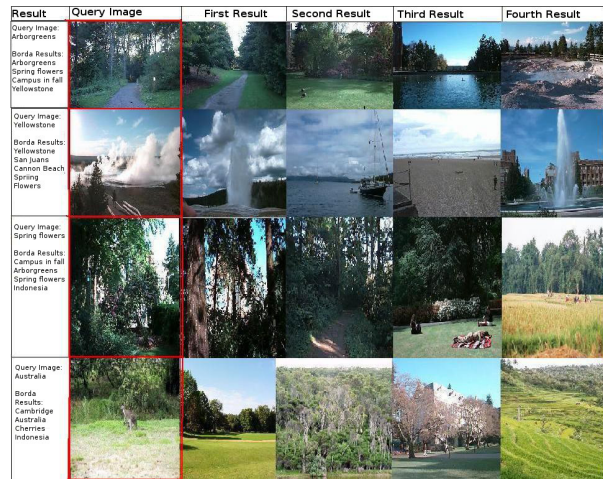 Result Query Image First Result Second Result Third Result Fourth Result
Query Image:
Arborgreens
Borda Results:
Arborgreens
Spring flowers
Campus in fall
Yellowstone
Query Image:
Yellowstone
Borda Results:
Yellowstone
San Juans
Cannon Beach
Spriing
Flowers
Query Image:
Spring flowers
Borda Results:
Campus in fall
Arborgreens
Spring flowers
Indonesia
Query Image:
Australia
Borda
Results:
Cambridge
Australia
Cherries
Indonesia